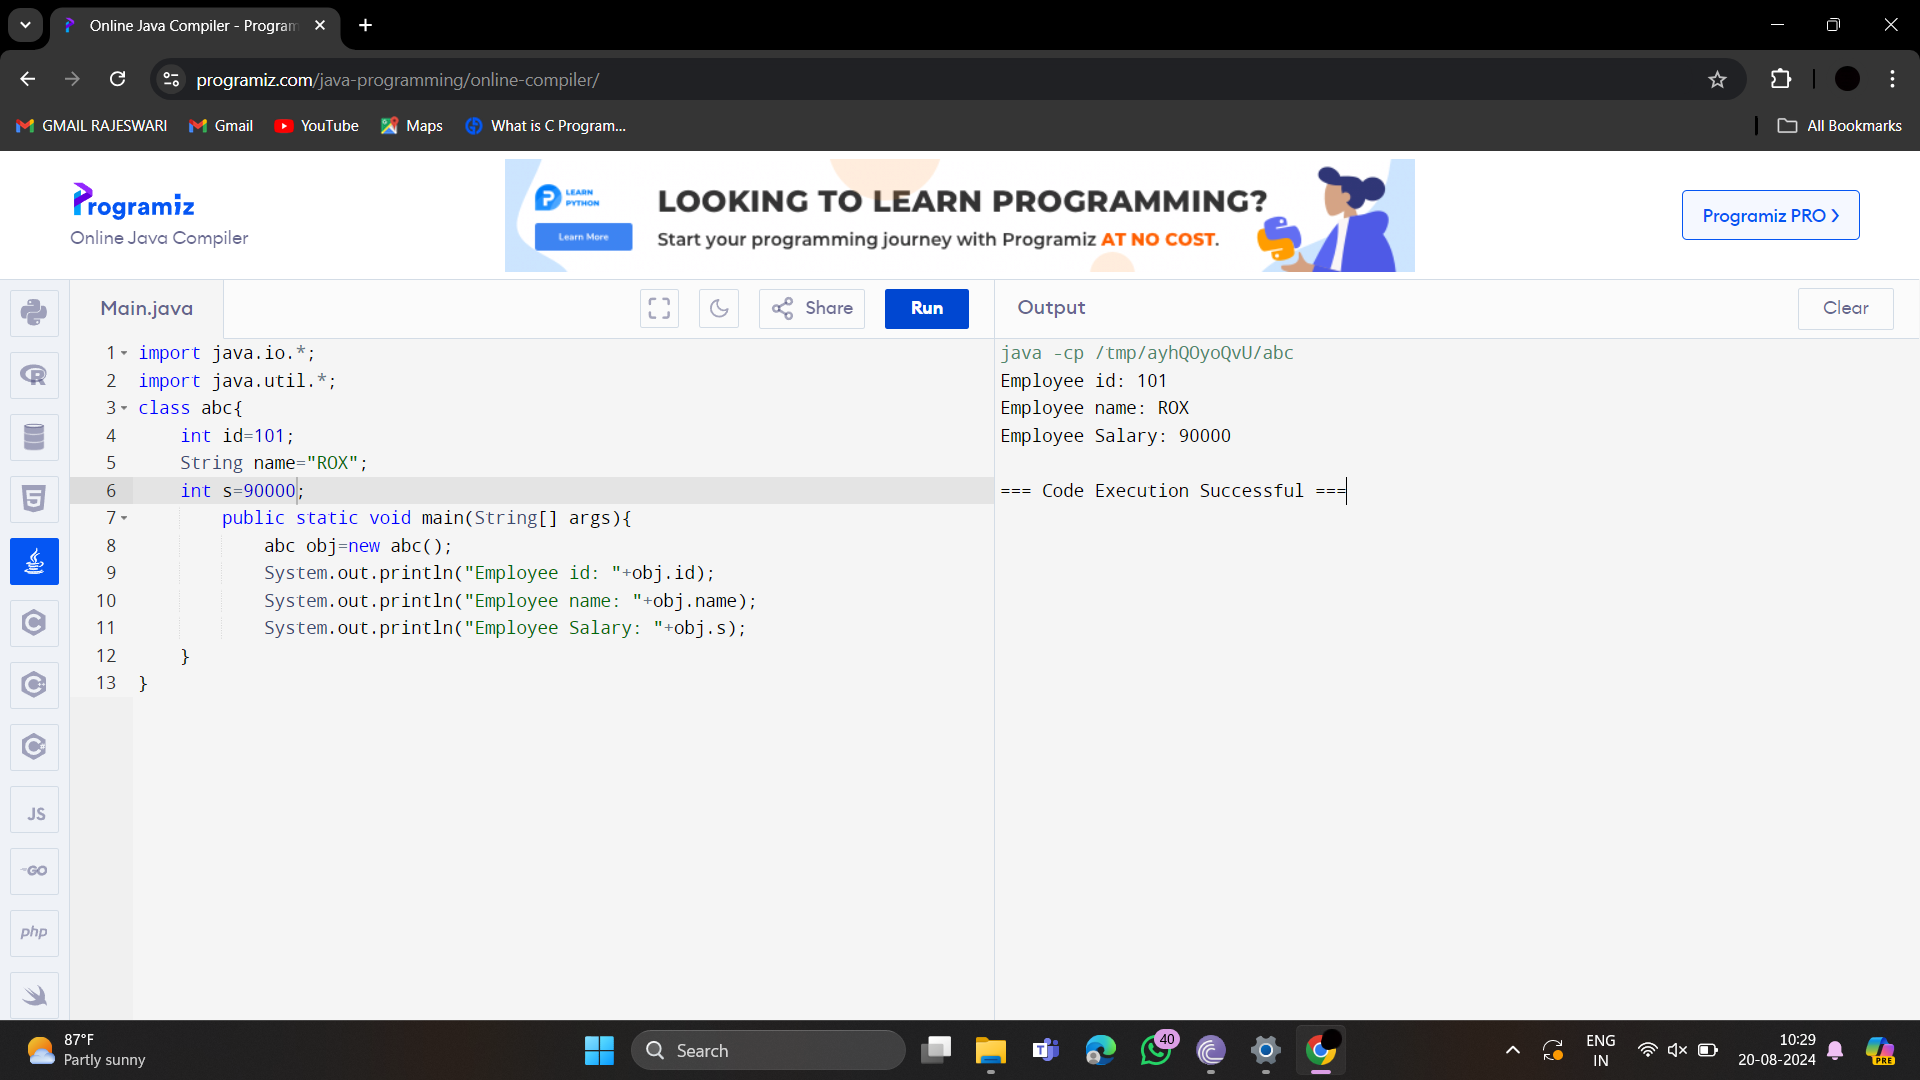 Online Java Compiler - Program
programiz.com/java-programming/online-compiler/
GMAIL RAJESWARI
Gmail
YouTube
Maps
What is C Program...
All Bookmarks
Programiz
Online Java Compiler
LEARN
PYTHON
Learn More
LOOKING TO LEARN PROGRAMMING?
Start your programming journey with Programiz AT NO COST.
Programiz PRO >
Main.java
Share
Run
Output
Clear
1 import java.io.*;
2 import java.util.*;
3 class abc{
4 int id=101;
5 String name="ROX";
6 int s=90000;
7 public static void main(String[] args){
8 abc obj=new abc();
9 System.out.println("Employee id: "+obj.id);
10 System.out.println("Employee name: "+obj.name);
11 System.out.println("Employee Salary: "+obj.s);
12 }
13 }
java -cp /tmp/ayhQOyoQvU/abc
Employee id: 101
Employee name: ROX
Employee Salary: 90000
=== Code Execution Successful ===
R
5
C
C
C
JS
GO
php
87°F
Partly sunny
Search
40
ENG
IN
10:29
20-08-2024
PRE